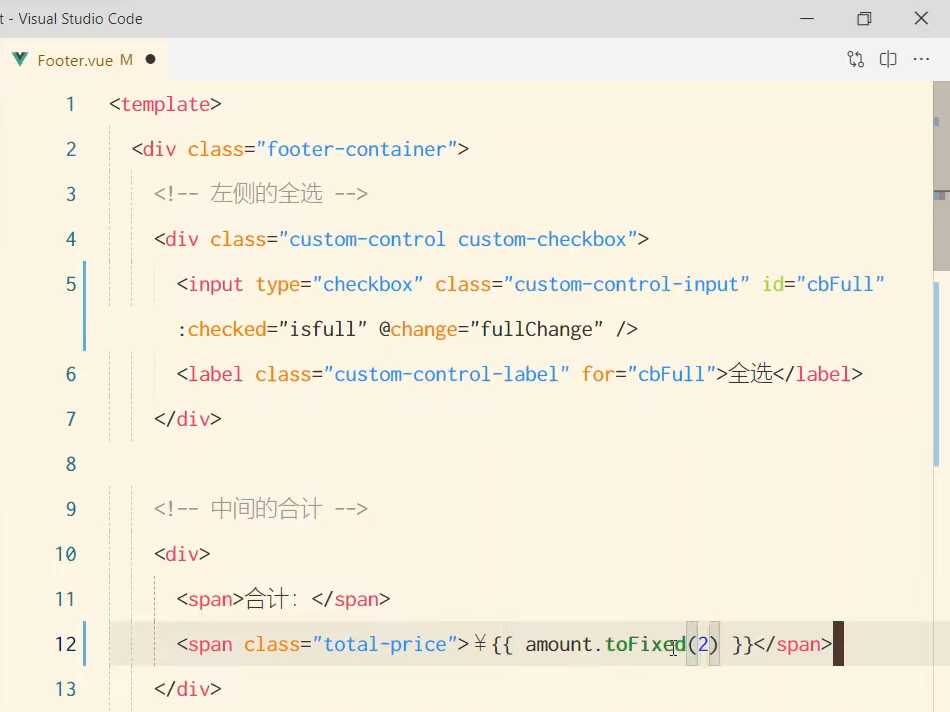 t - Visual Studio Code
Footer.vue M
1 <template>
2 <div class="footer-container">
3 <!-- 左侧的全选 -->
4 <div class="custom-control custom-checkbox">
5 <input type="checkbox" class="custom-control-input" id="cbFull"
:checked="isfull" @change="fullChange" />
6 <label class="custom-control-label" for="cbFull">全选</label>
7 </div>
8
9 <!-- 中间的合计 -->
10 <div>
11 <span>合计：</span>
12 <span class="total-price">￥{{ amount.toFixed(2) }}</span>
13 </div>